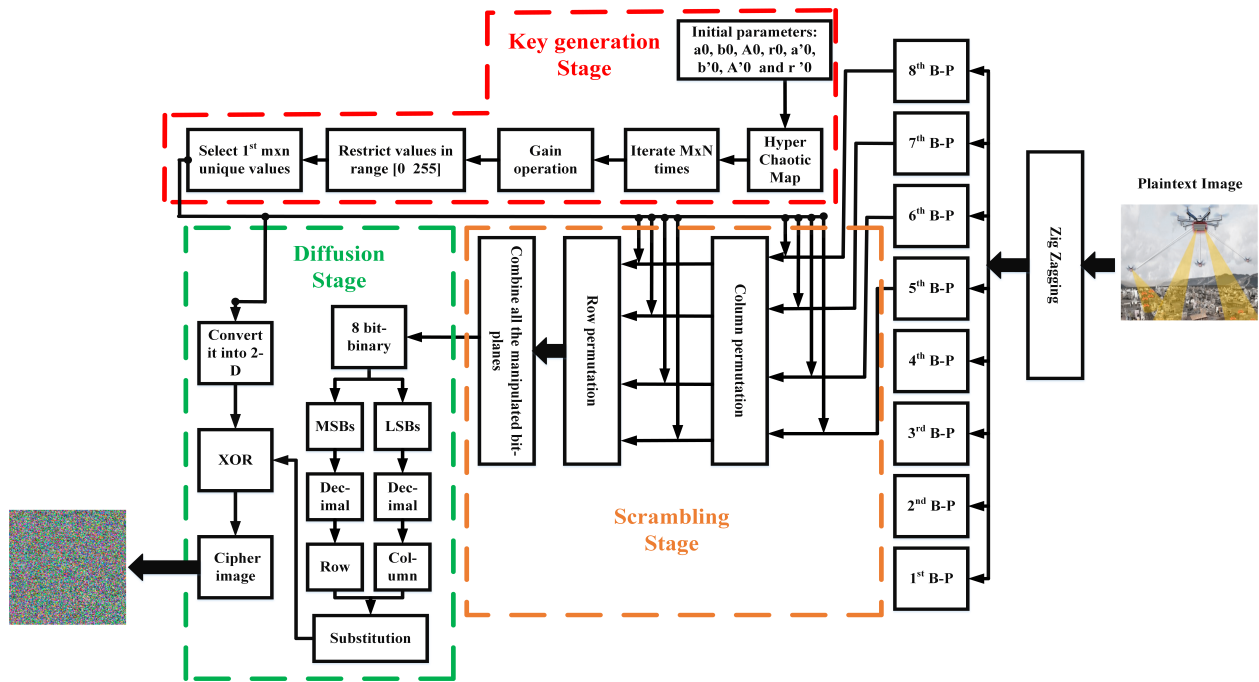 Key generation
Stage
Initial parameters:
a0, b0, A0, r0, a’0,
b’0, A’0 and r ’0
Select 1st mxn
unique values
Restrict values in
range [0 255]
Gain
operation
Iterate MxN
times
Hyper
Chaotic
Map
8th B-P
7th B-P
6th B-P
5th B-P
4th B-P
3rd B-P
2nd B-P
1st B-P
Zig Zagging
Plaintext Image
Diffusion
Stage
Convert
it into 2-
D
XOR
Cipher
image
8 bit-
binary
MSBs
LSBs
Dec-
imal
Dec-
imal
Row
Col-
umn
Substitution
Combine all the manipulated bit-
planes
Row permutation
Column permutation
Scrambling
Stage